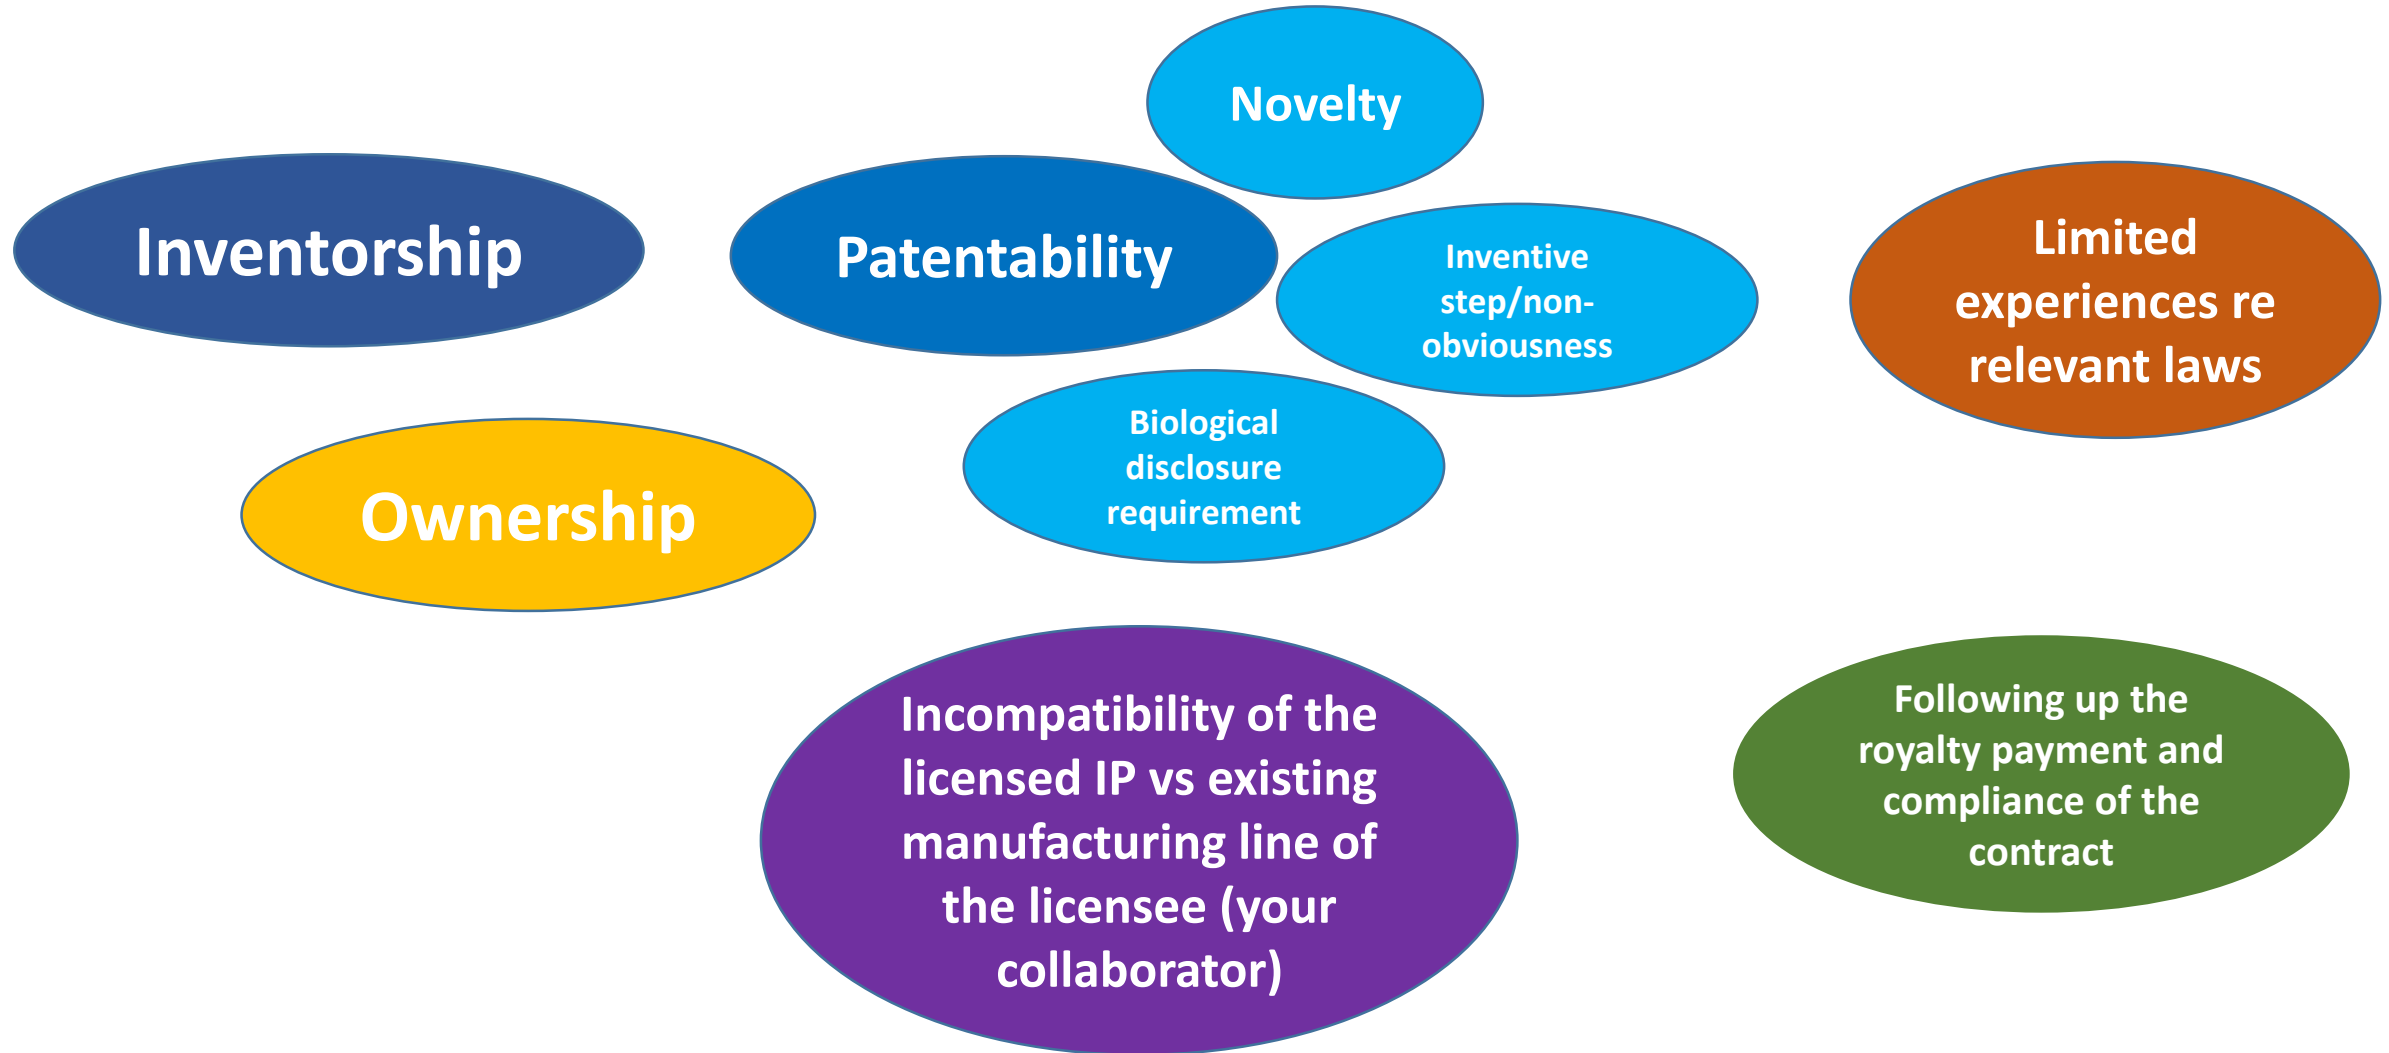 Novelty
Inventorship
Patentability
Inventive
step/non-
obviousness
Limited
experiences re
relevant laws
Biological
disclosure
requirement
Ownership
Incompatibility of the
licensed IP vs existing
manufacturing line of
the licensee (your
collaborator)
Following up the
royalty payment and
compliance of the
contract